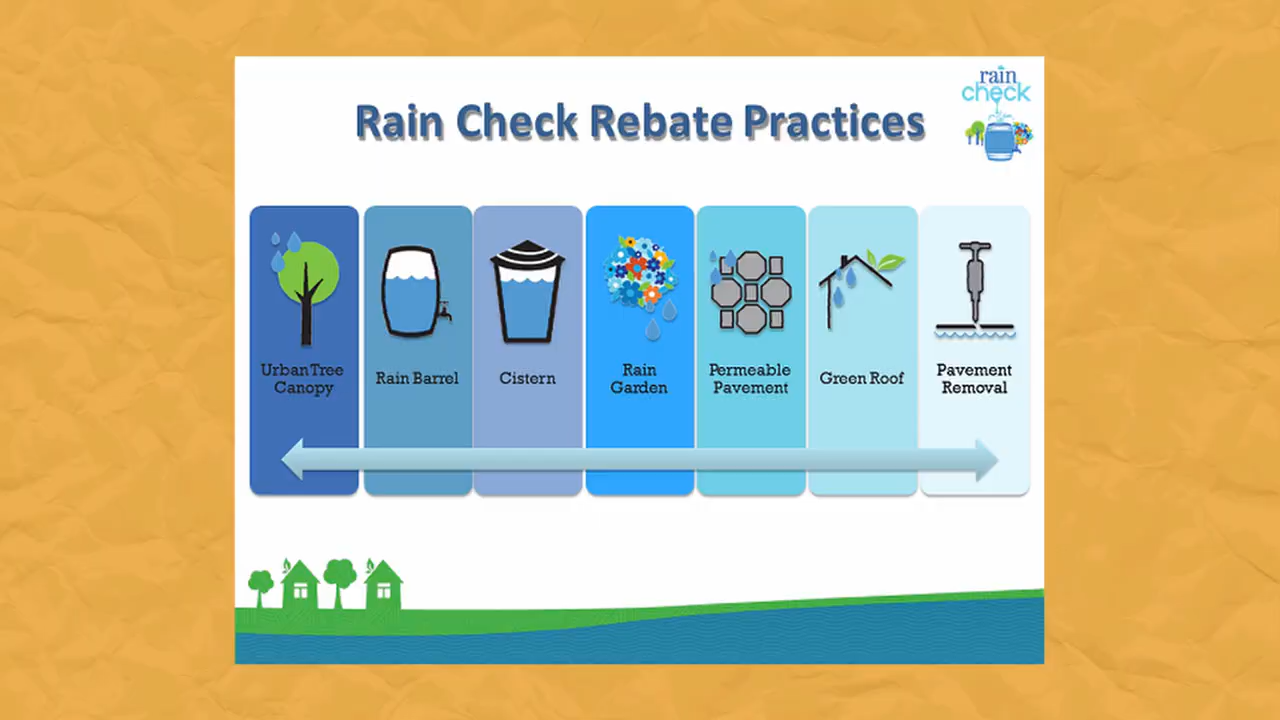 rain
check
Rain Check Rebate Practices
Urban Tree
Canopy
Rain Barrel
Cistern
Rain
Garden
Permeable
Pavement
Green Roof
Pavement
Removal